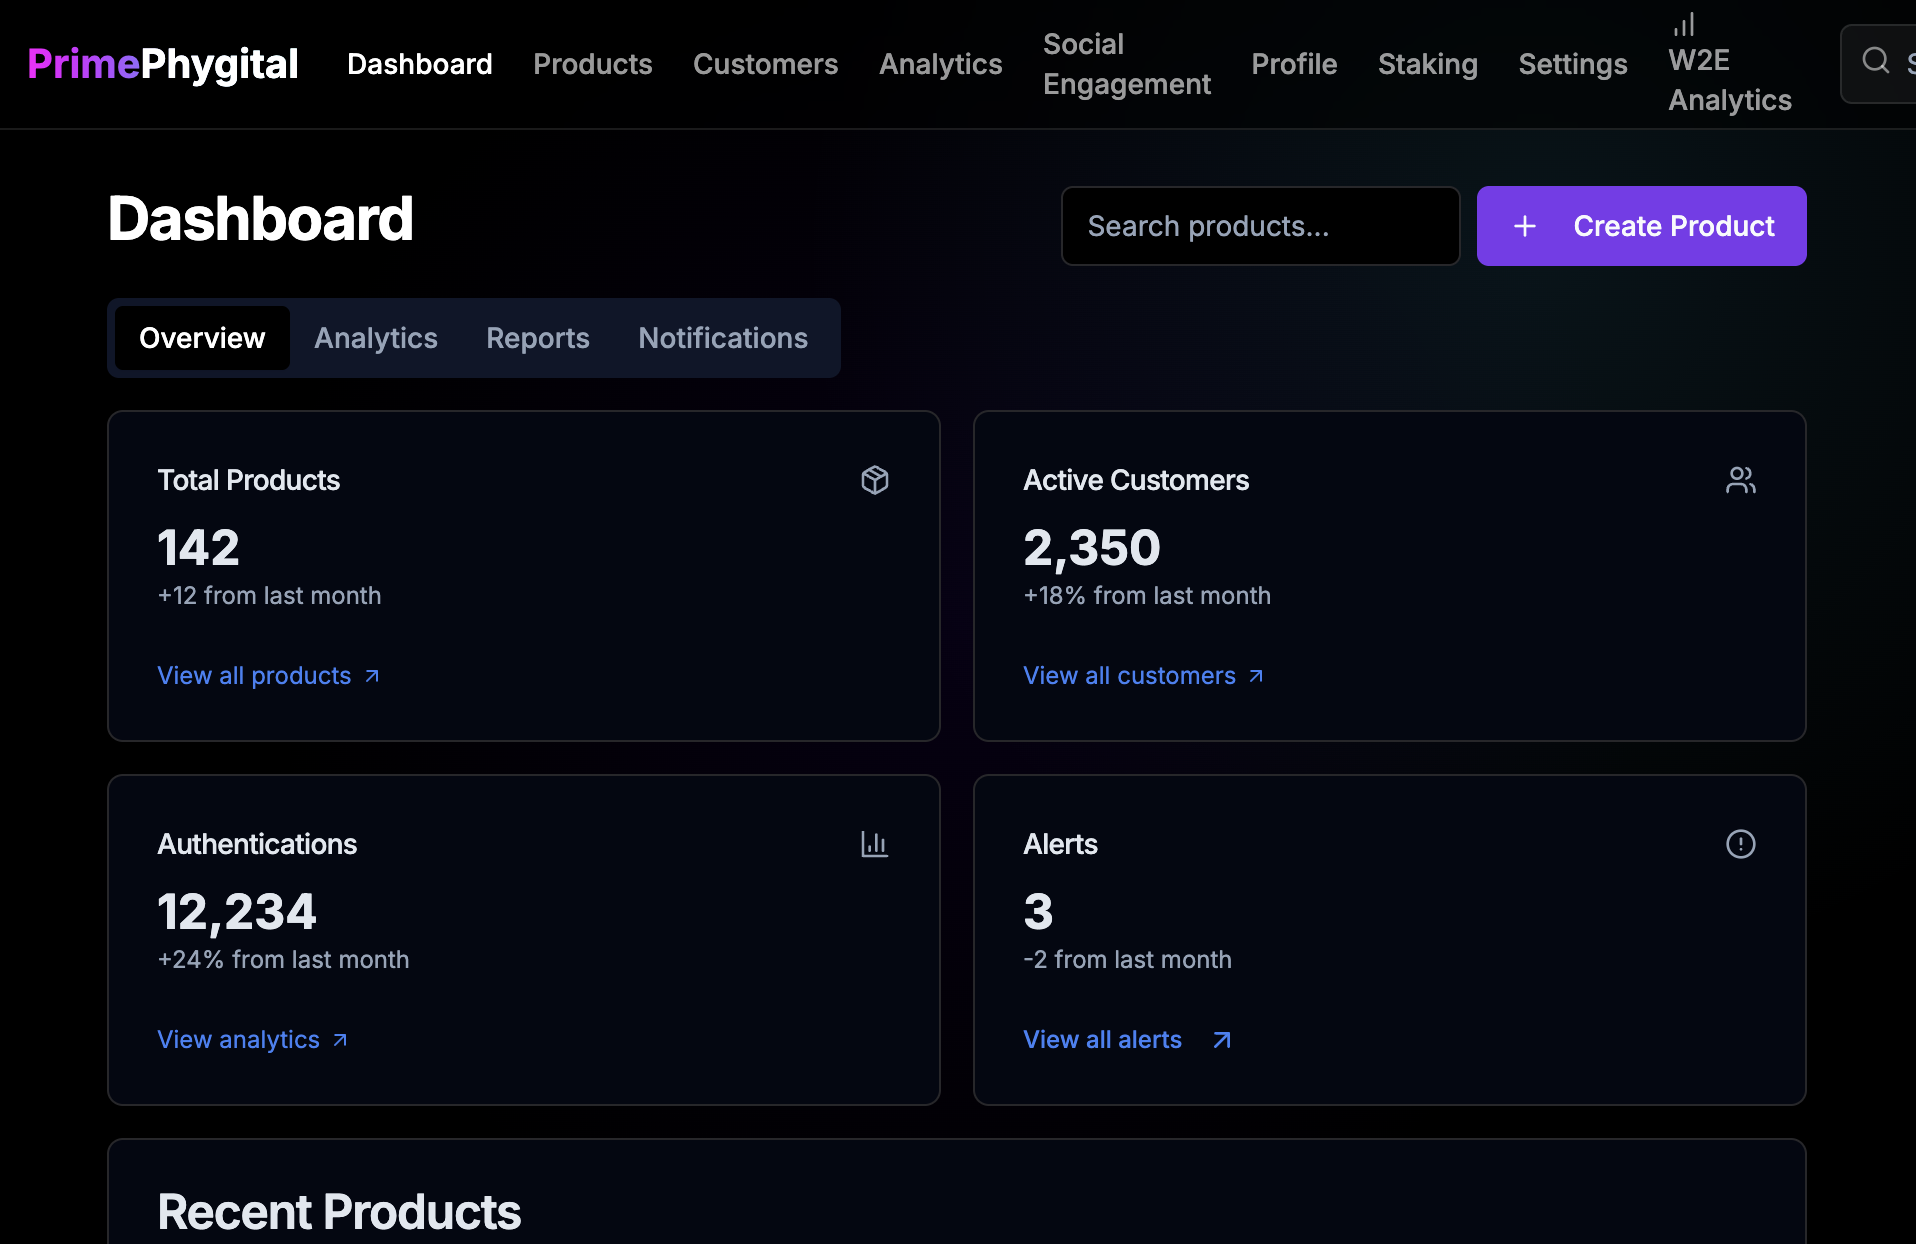 PrimePhygital
Dashboard
Products
Customers
Analytics
Social
Engagement
Profile
Staking
Settings
W2E
Analytics
S
Dashboard
Search products...
Create Product
Overview
Analytics
Reports
Notifications
Total Products
142
+12 from last month
View all products
Active Customers
2,350
+18% from last month
View all customers
Authentications
12,234
+24% from last month
View analytics
Alerts
3
-2 from last month
View all alerts
Recent Products